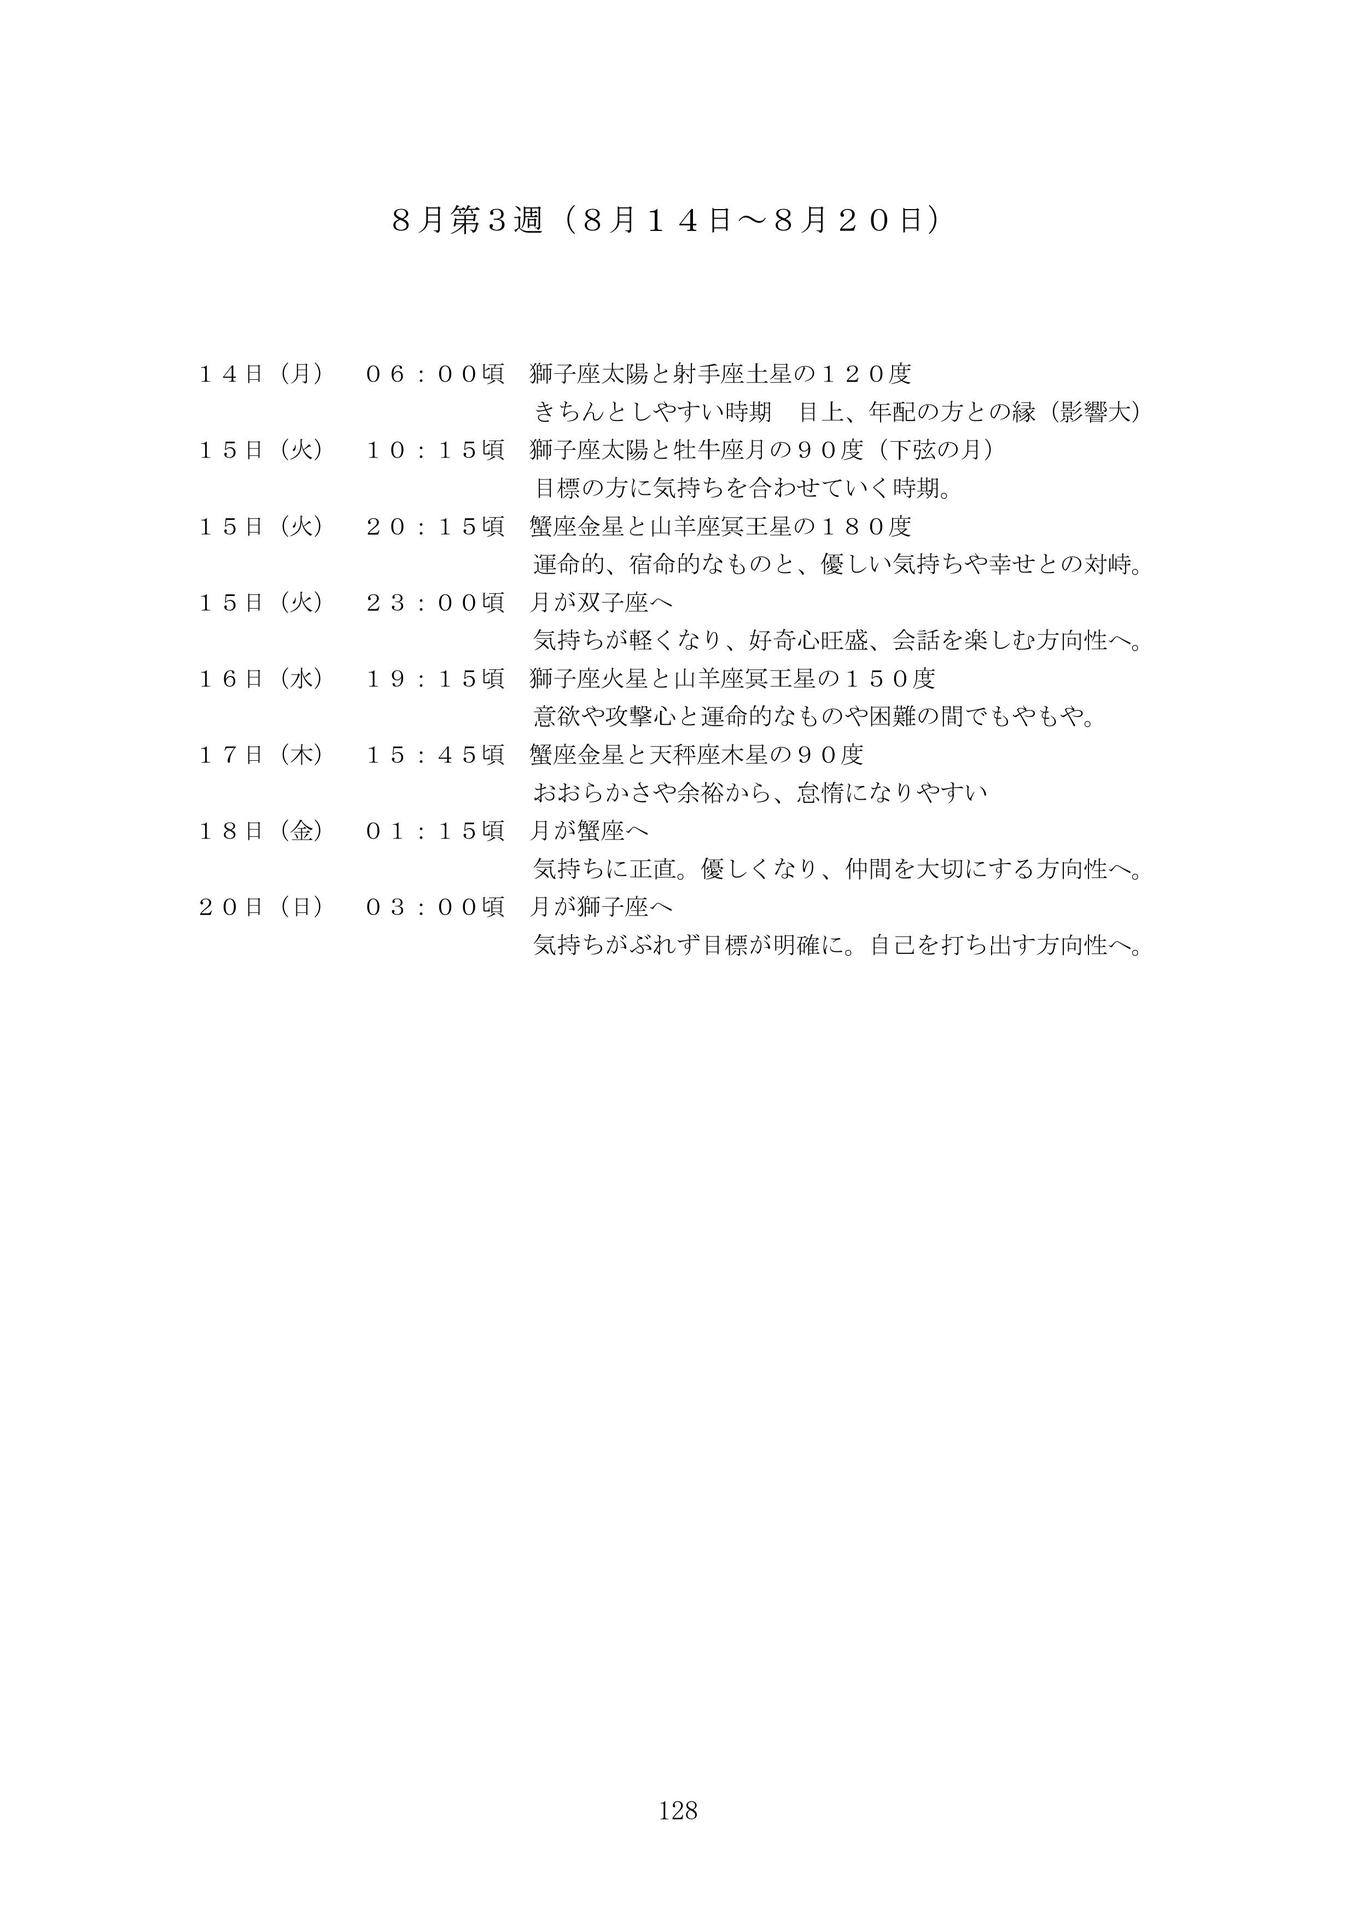 ８月第３週（８月１４日～８月２０日）
１４日（月）　０６：００頃　獅子座太陽と射手座土星の１２０度
きちんとしやすい時期　目上、年配の方との縁（影響大）
１５日（火）　１０：１５頃　獅子座太陽と牡牛座月の９０度（下弦の月）
目標の方に気持ちを合わせていく時期。
１５日（火）　２０：１５頃　蟹座金星と山羊座冥王星の１８０度
運命的、宿命的なものと、優しい気持ちや幸せとの対峙。
１５日（火）　２３：００頃　月が双子座へ
気持ちが軽くなり、好奇心旺盛、会話を楽しむ方向性へ。
１６日（水）　１９：１５頃　獅子座火星と山羊座冥王星の１５０度
意欲や攻撃心と運命的なものや困難の間でもやもや。
１７日（木）　１５：４５頃　蟹座金星と天秤座木星の９０度
おおらかさや余裕から、怠惰になりやすい
１８日（金）　０１：１５頃　月が蟹座へ
気持ちに正直。優しくなり、仲間を大切にする方向性へ。
２０日（日）　０３：００頃　月が獅子座へ
気持ちがぶれず目標が明確に。自己を打ち出す方向性へ。
128